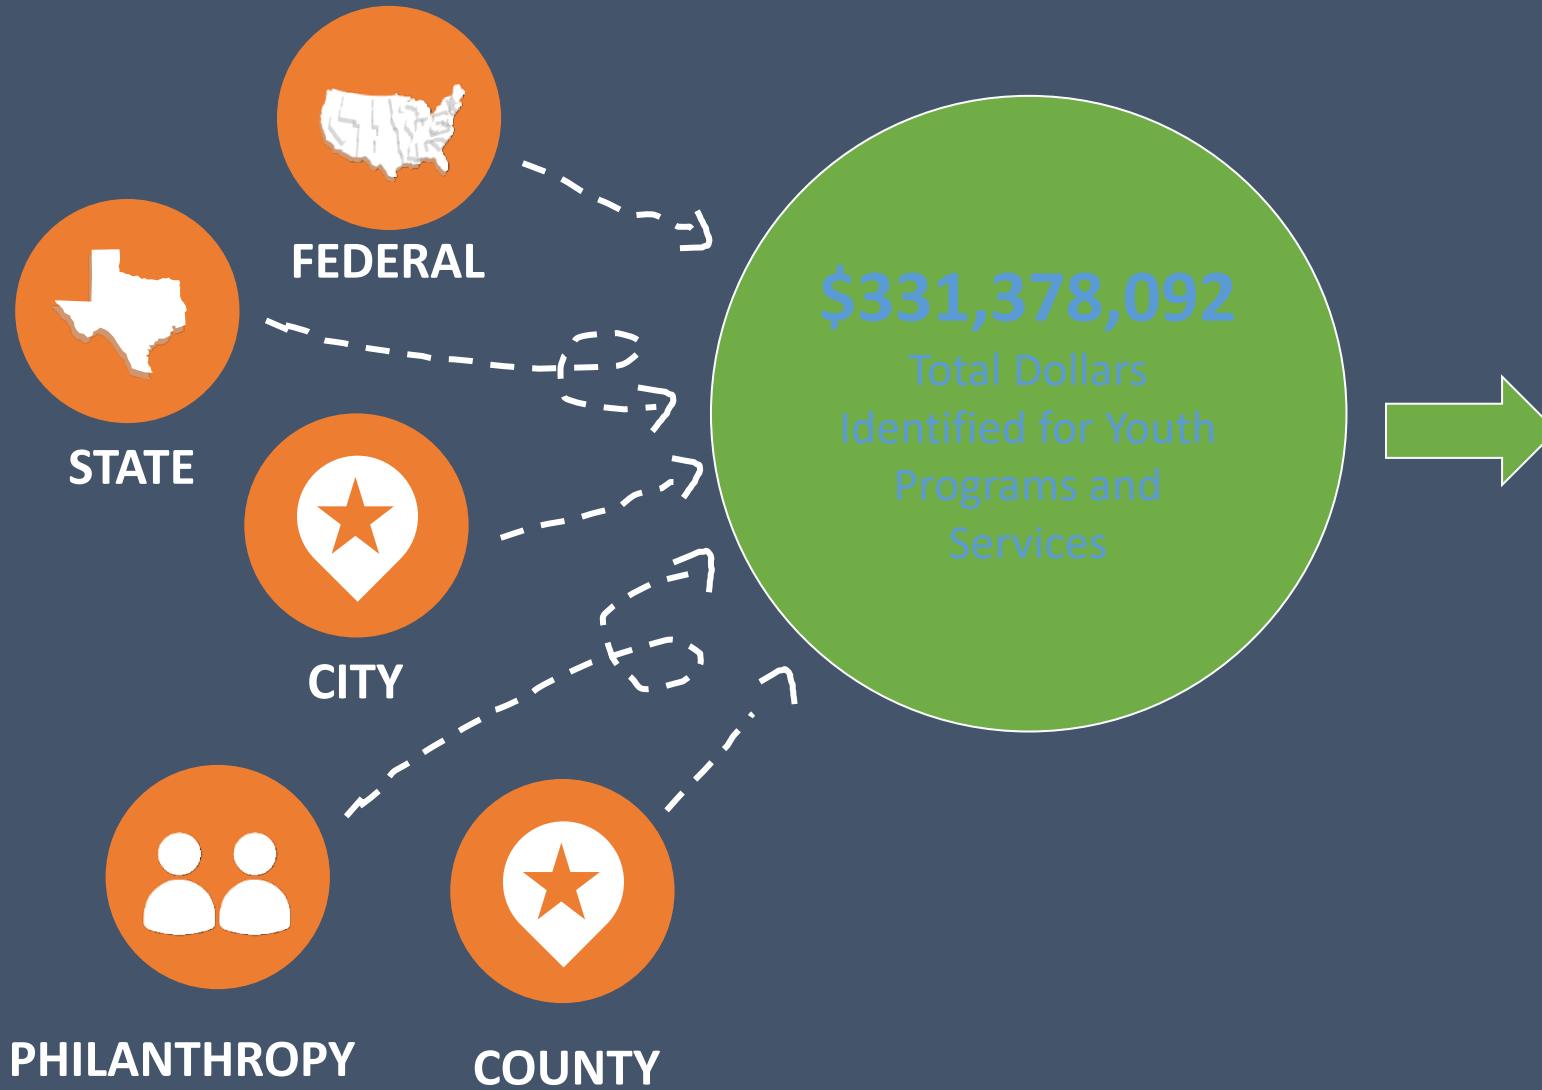 FEDERAL
STATE
CITY
PHILANTHROPY
COUNTY
$331,378,092
Total Dollars
Identified for Youth
Programs and
Services